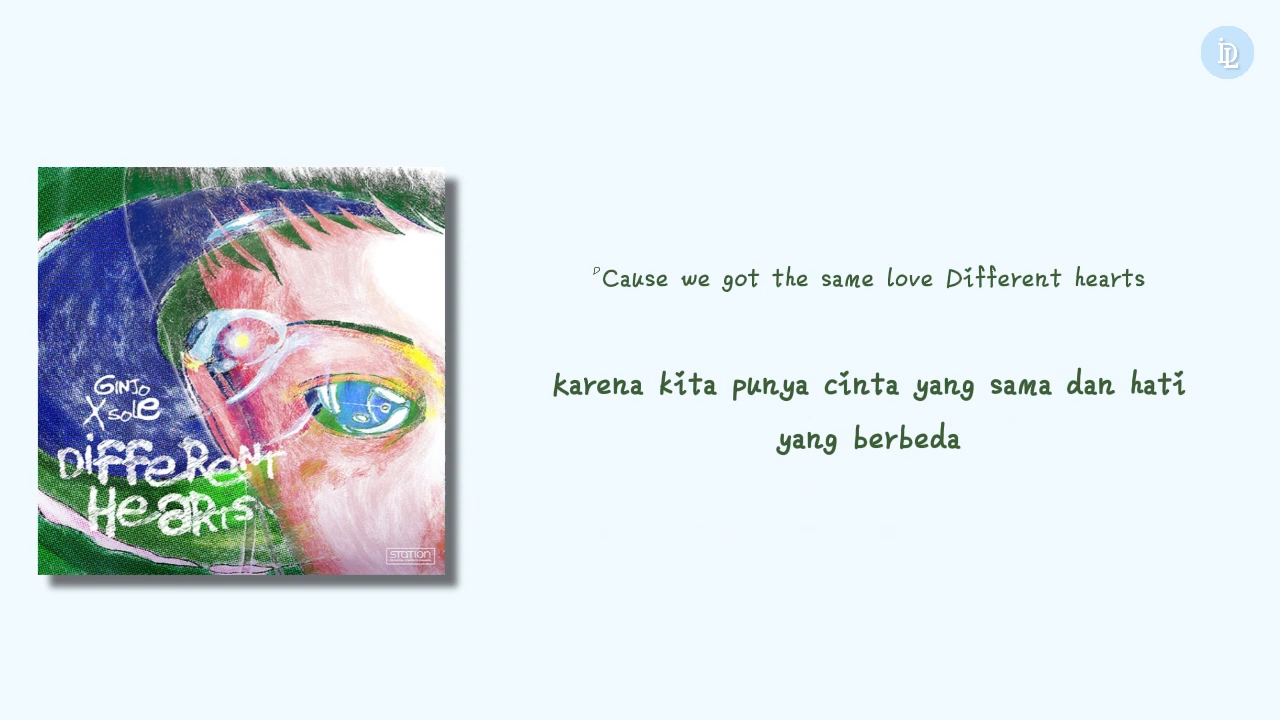 IDL
'Cause we got the same love Different hearts
karena kita punya cinta yang sama dan hati
yang berbeda
GINJO
X sole
DiffeRENT
HeaRTS
STATION